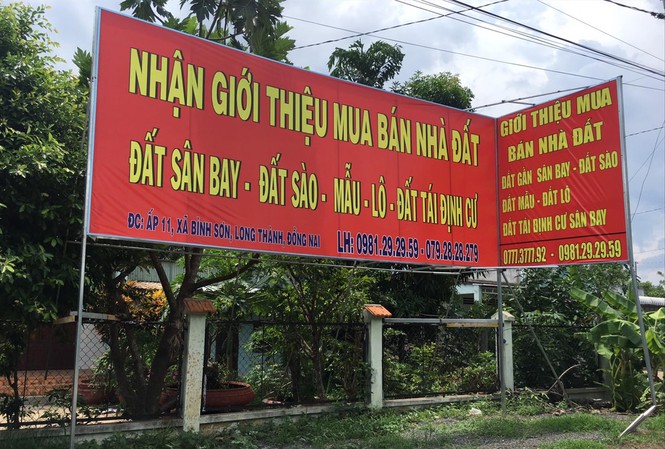 NHẬN GIỚI THIỆU MUA BÁN NHÀ ĐẤT
ĐẤT SÂN BAY - ĐẤT SÀO - MẪU - LÔ - ĐẤT TÁI ĐỊNH CƯ
ĐC: ẤP 11, XÃ BÌNH SƠN, LONG THÀNH, ĐỒNG NAI
LH: 0981.29.29.59 - 079.28.28.279
GIỚI THIỆU MUA
BÁN NHÀ ĐẤT
ĐẤT GẦN SÂN BAY - ĐẤT SÀO
ĐẤT MẪU - ĐẤT LÔ
ĐẤT TÁI ĐỊNH CƯ SÂN BAY
0777.3777.92 - 0981.29.29.59